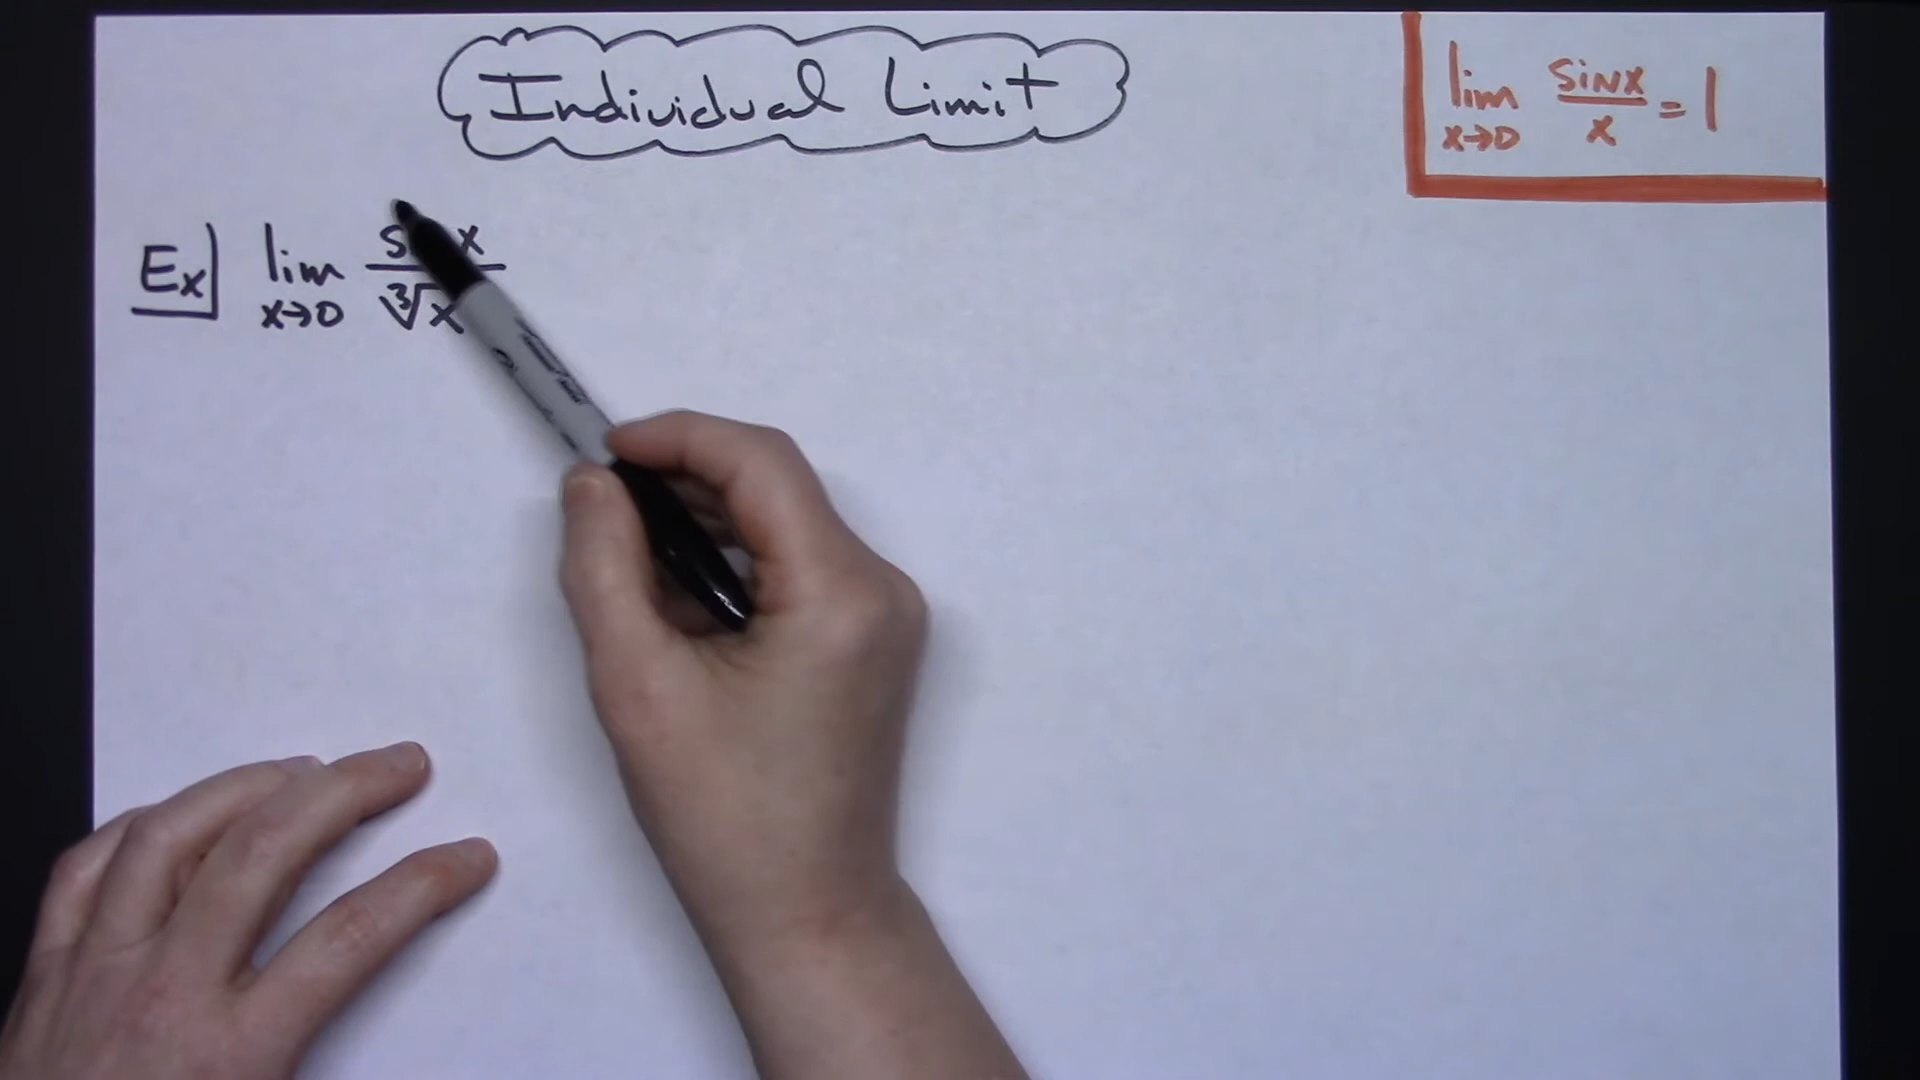 Individual Limit
lim x→0 sinx/x = 1
Ex] lim x→0 x/∛x